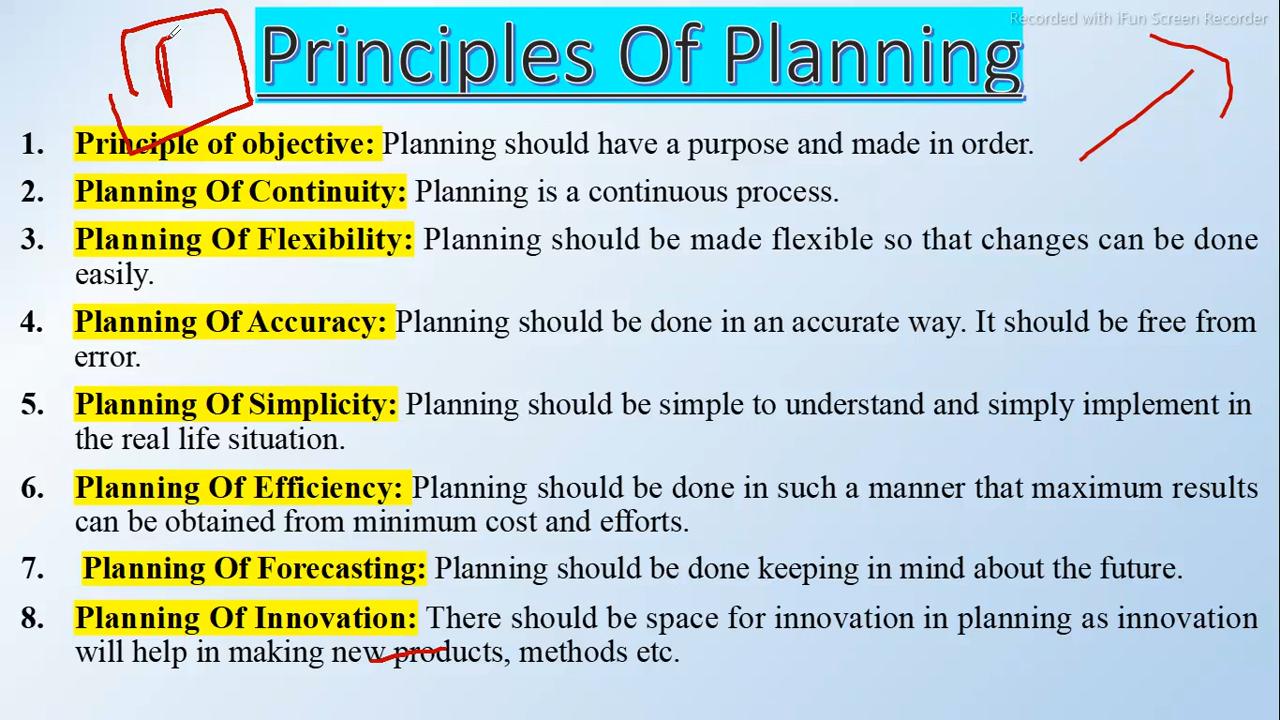 Recorded with iFun Screen Recorder
Principles Of Planning
1. Principle of objective: Planning should have a purpose and made in order.
2. Planning Of Continuity: Planning is a continuous process.
3. Planning Of Flexibility: Planning should be made flexible so that changes can be done
easily.
4. Planning Of Accuracy: Planning should be done in an accurate way. It should be free from
error.
5. Planning Of Simplicity: Planning should be simple to understand and simply implement in
the real life situation.
6. Planning Of Efficiency: Planning should be done in such a manner that maximum results
can be obtained from minimum cost and efforts.
7. Planning Of Forecasting: Planning should be done keeping in mind about the future.
8. Planning Of Innovation: There should be space for innovation in planning as innovation
will help in making new products, methods etc.